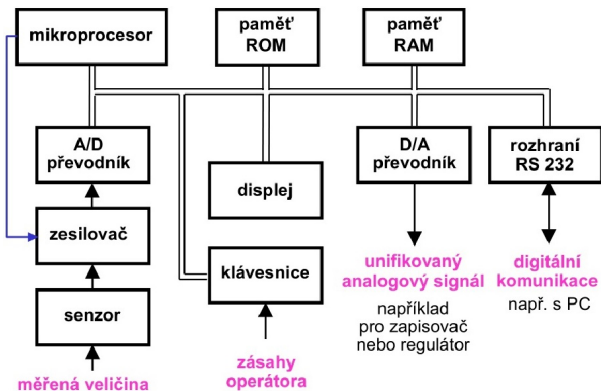 mikroprocesor
paměť
ROM
paměť
RAM
A/D
převodník
displej
D/A
převodník
rozhraní
RS 232
zesilovač
klávesnice
unifikovaný
analogový signál
například
pro zapisovač
nebo regulátor
digitální
komunikace
např. s PC
senzor
zásahy
operátora
měřená veličina